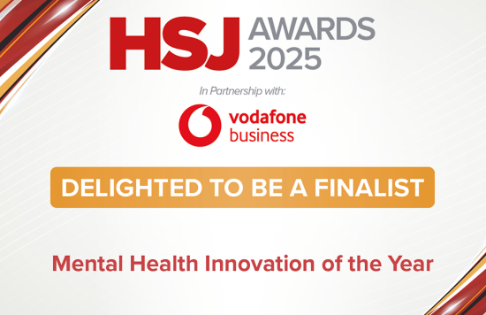 HSJ AWARDS
2025
In Partnership with:
vodafone
business
DELIGHTED TO BE A FINALIST
Mental Health Innovation of the Year